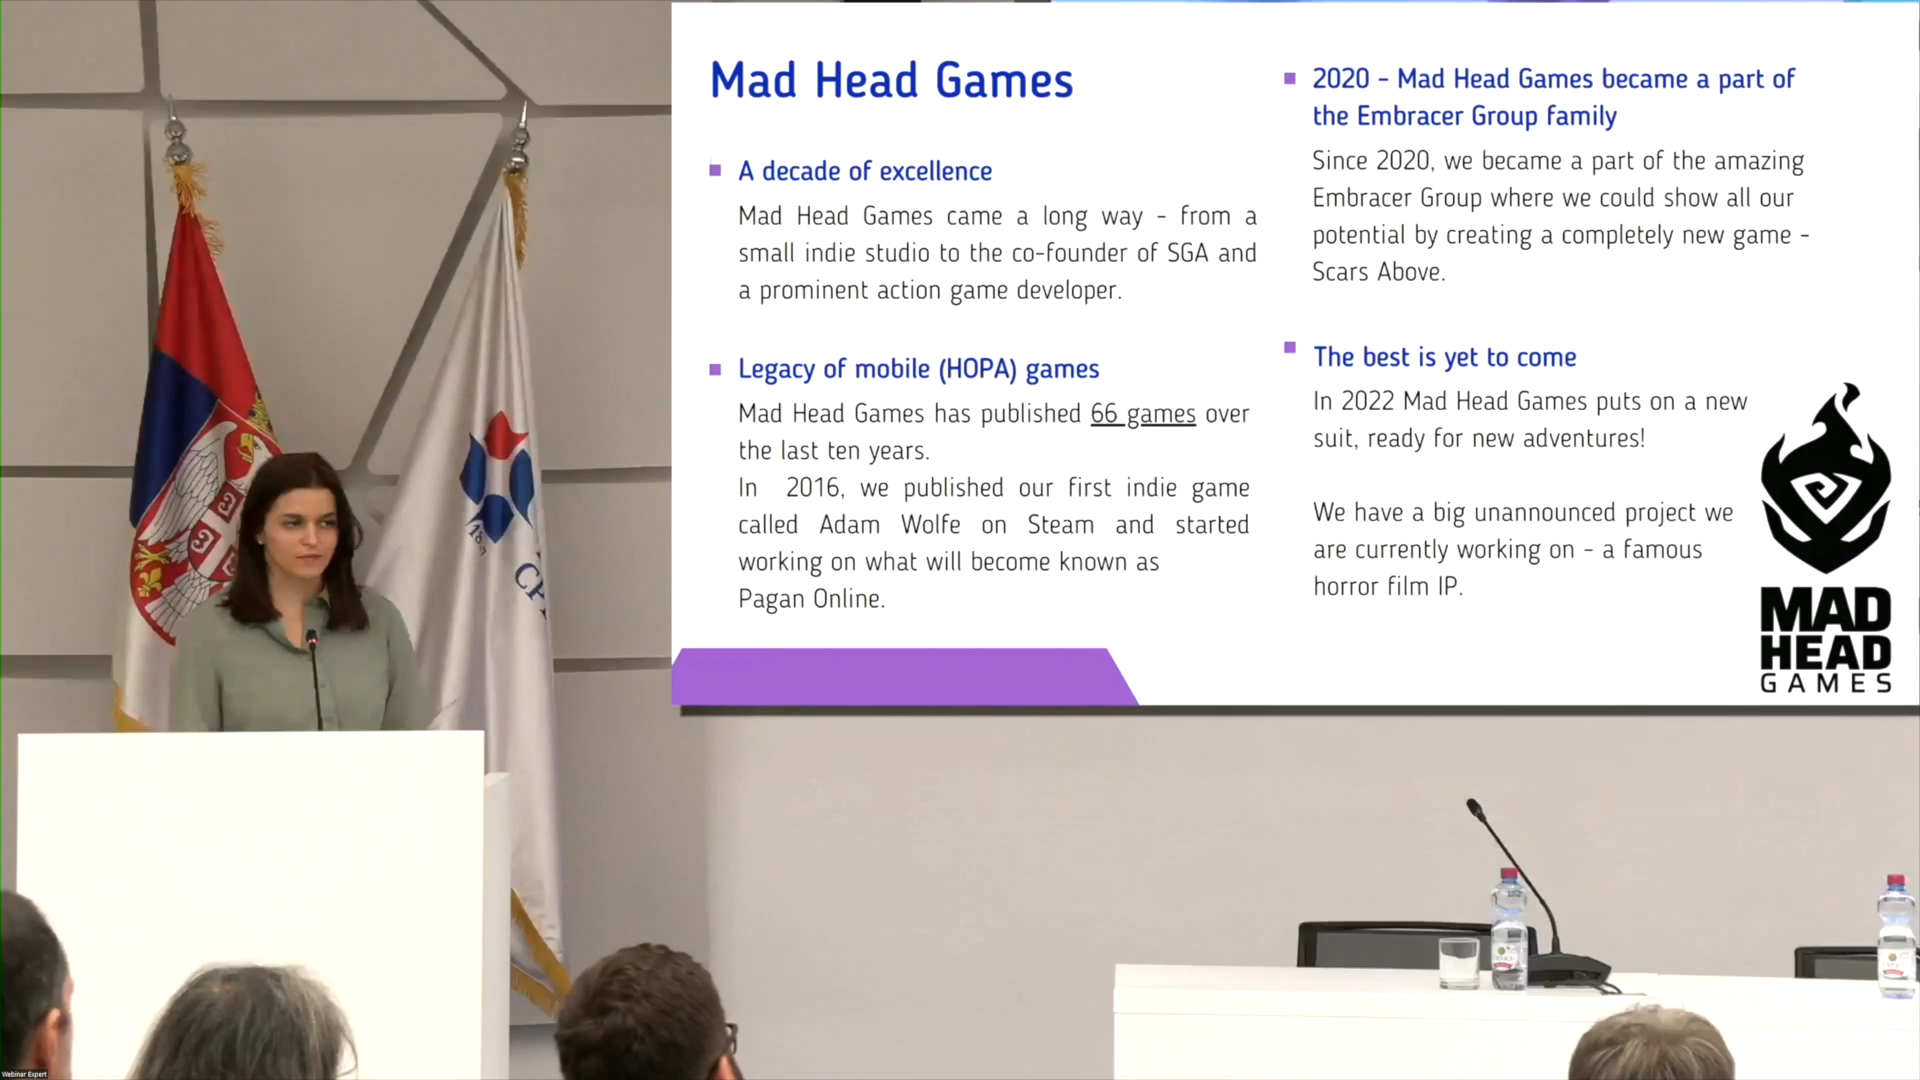 Mad Head Games
A decade of excellence
Mad Head Games came a long way - from a
small indie studio to the co-founder of SGA and
a prominent action game developer.
Legacy of mobile (HOPA) games
Mad Head Games has published 66 games over
the last ten years.
In 2016, we published our first indie game
called Adam Wolfe on Steam and started
working on what will become known as
Pagan Online.
2020 - Mad Head Games became a part of
the Embracer Group family
Since 2020, we became a part of the amazing
Embracer Group where we could show all our
potential by creating a completely new game -
Scars Above.
The best is yet to come
In 2022 Mad Head Games puts on a new
suit, ready for new adventures!
We have a big unannounced project we
are currently working on - a famous
horror film IP.
MAD
HEAD
GAMES
Webinar Expert